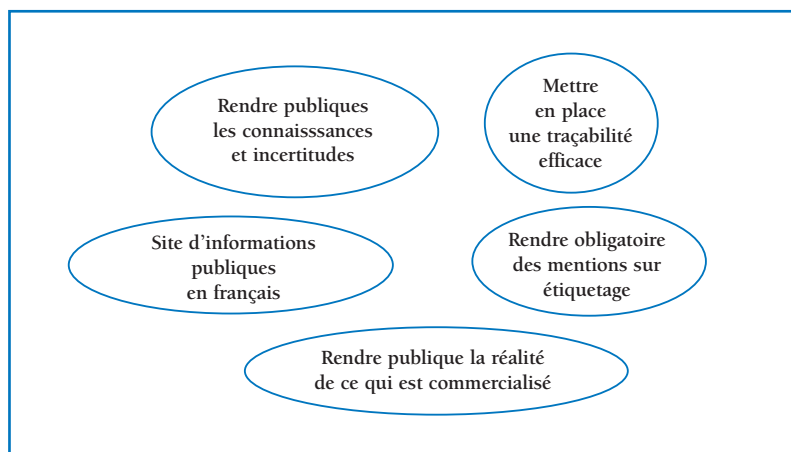 Rendre publiques
les connaisssances
et incertitudes
Mettre
en place
une traçabilité
efficace
Site d'informations
publiques
en français
Rendre obligatoire
des mentions sur
étiquetage
Rendre publique la réalité
de ce qui est commercialisé